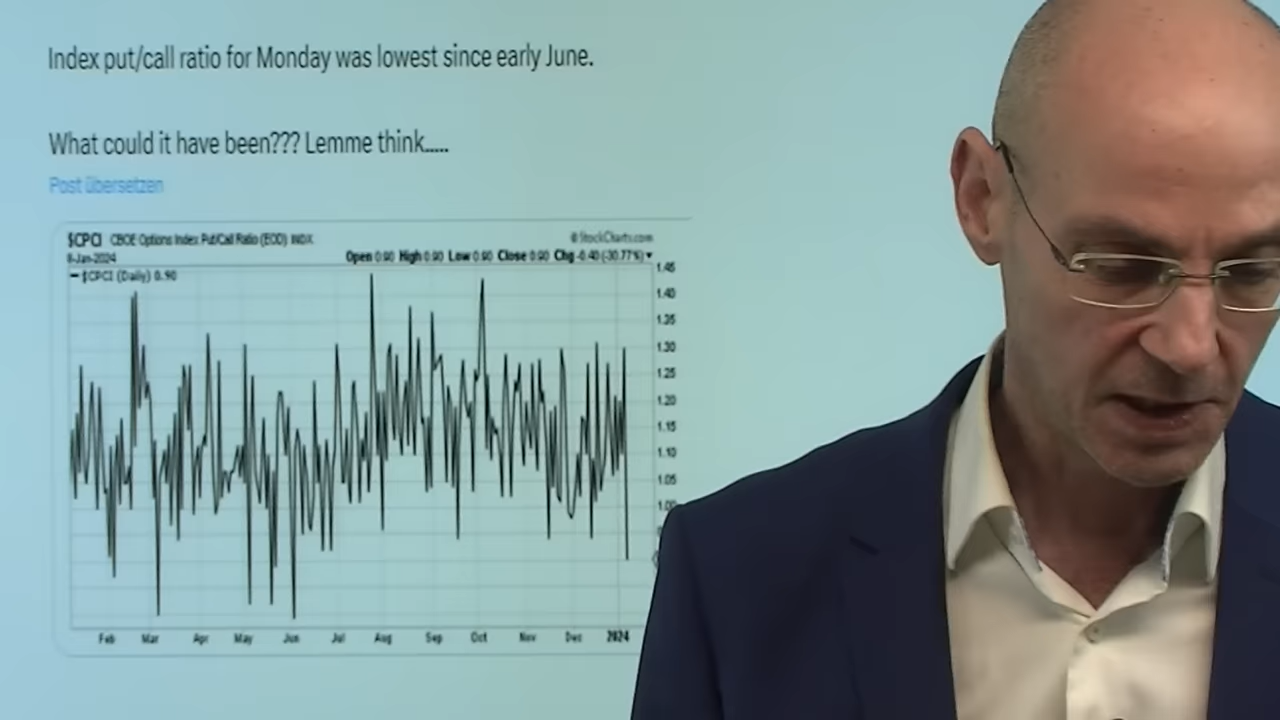 Index put/call ratio for Monday was lowest since early June.
What could it have been??? Lemme think.....
Post übersetzen
$CPCI CBOE Options Index Put/Call Ratio (EOD) INDX
© StockCharts.com
8-Jan-2024
Open 0.90 High 0.90 Low 0.90 Close 0.90 Chg -0.40 (-30.77%) ▼
$CPCI (Daily) 0.90
1.45
1.40
1.35
1.30
1.25
1.20
1.15
1.10
1.05
1.00
Feb Mar Apr May Jun Jul Aug Sep Oct Nov Dec 2024